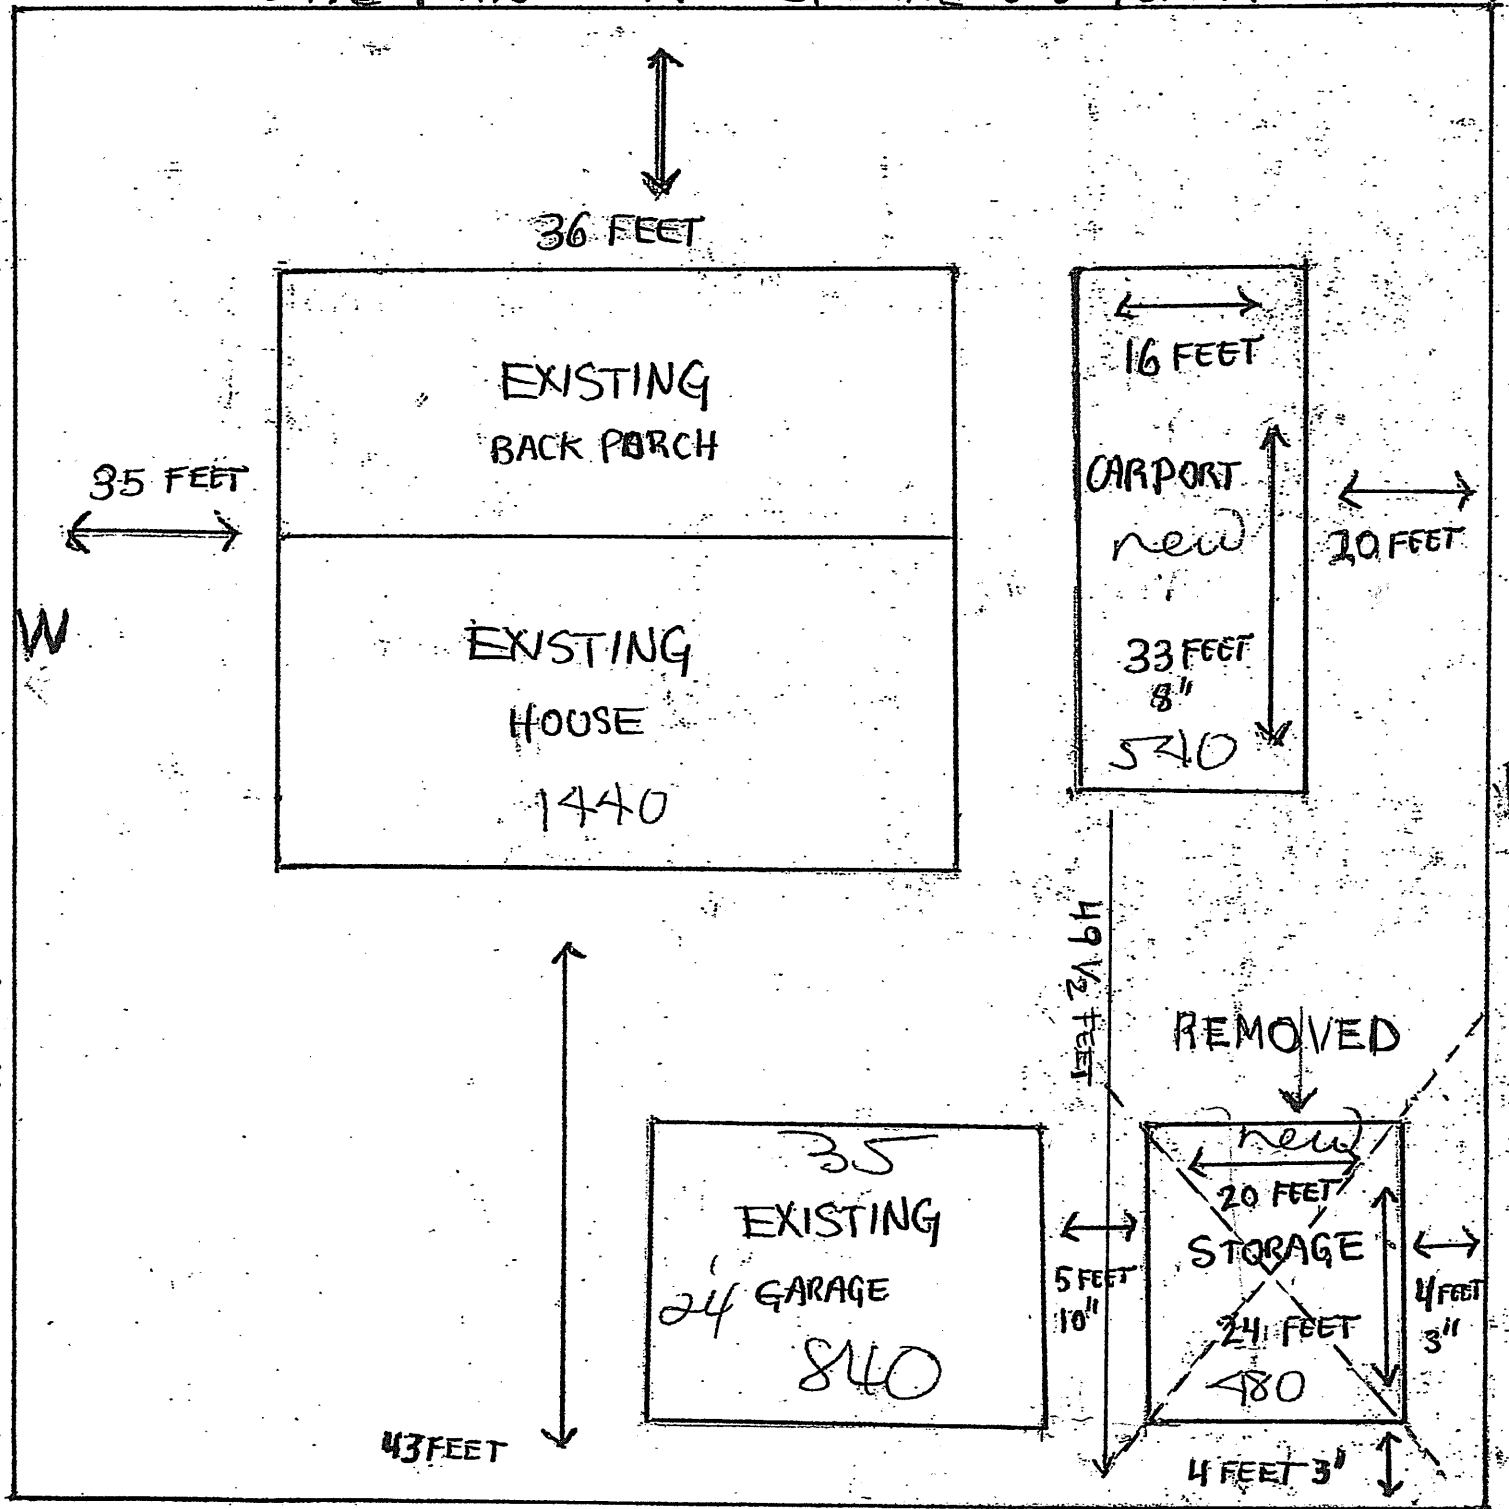 36 FEET
EXISTING
BACK PORCH
35 FEET
W
EXISTING
HOUSE
1440
16 FEET
CARPORT
new
33 FEET
8"
540
20 FEET
49 1/2 FEET
REMOVED
new
20 FEET
STORAGE
24 FEET
480
4 FEET
3"
4 FEET 3"
5 FEET
10"
35
EXISTING
24' GARAGE
840
43 FEET